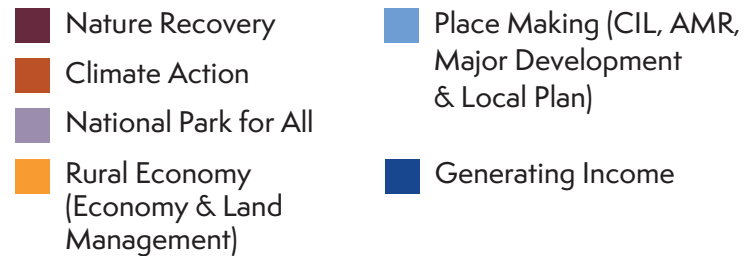 Nature Recovery
Climate Action
National Park for All
Rural Economy
(Economy & Land
Management)
Place Making (CIL, AMR,
Major Development
& Local Plan)
Generating Income